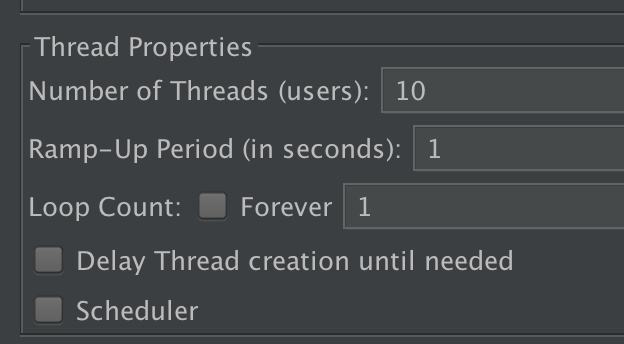 Thread Properties
Number of Threads (users): 10
Ramp-Up Period (in seconds): 1
Loop Count: Forever 1
Delay Thread creation until needed
Scheduler